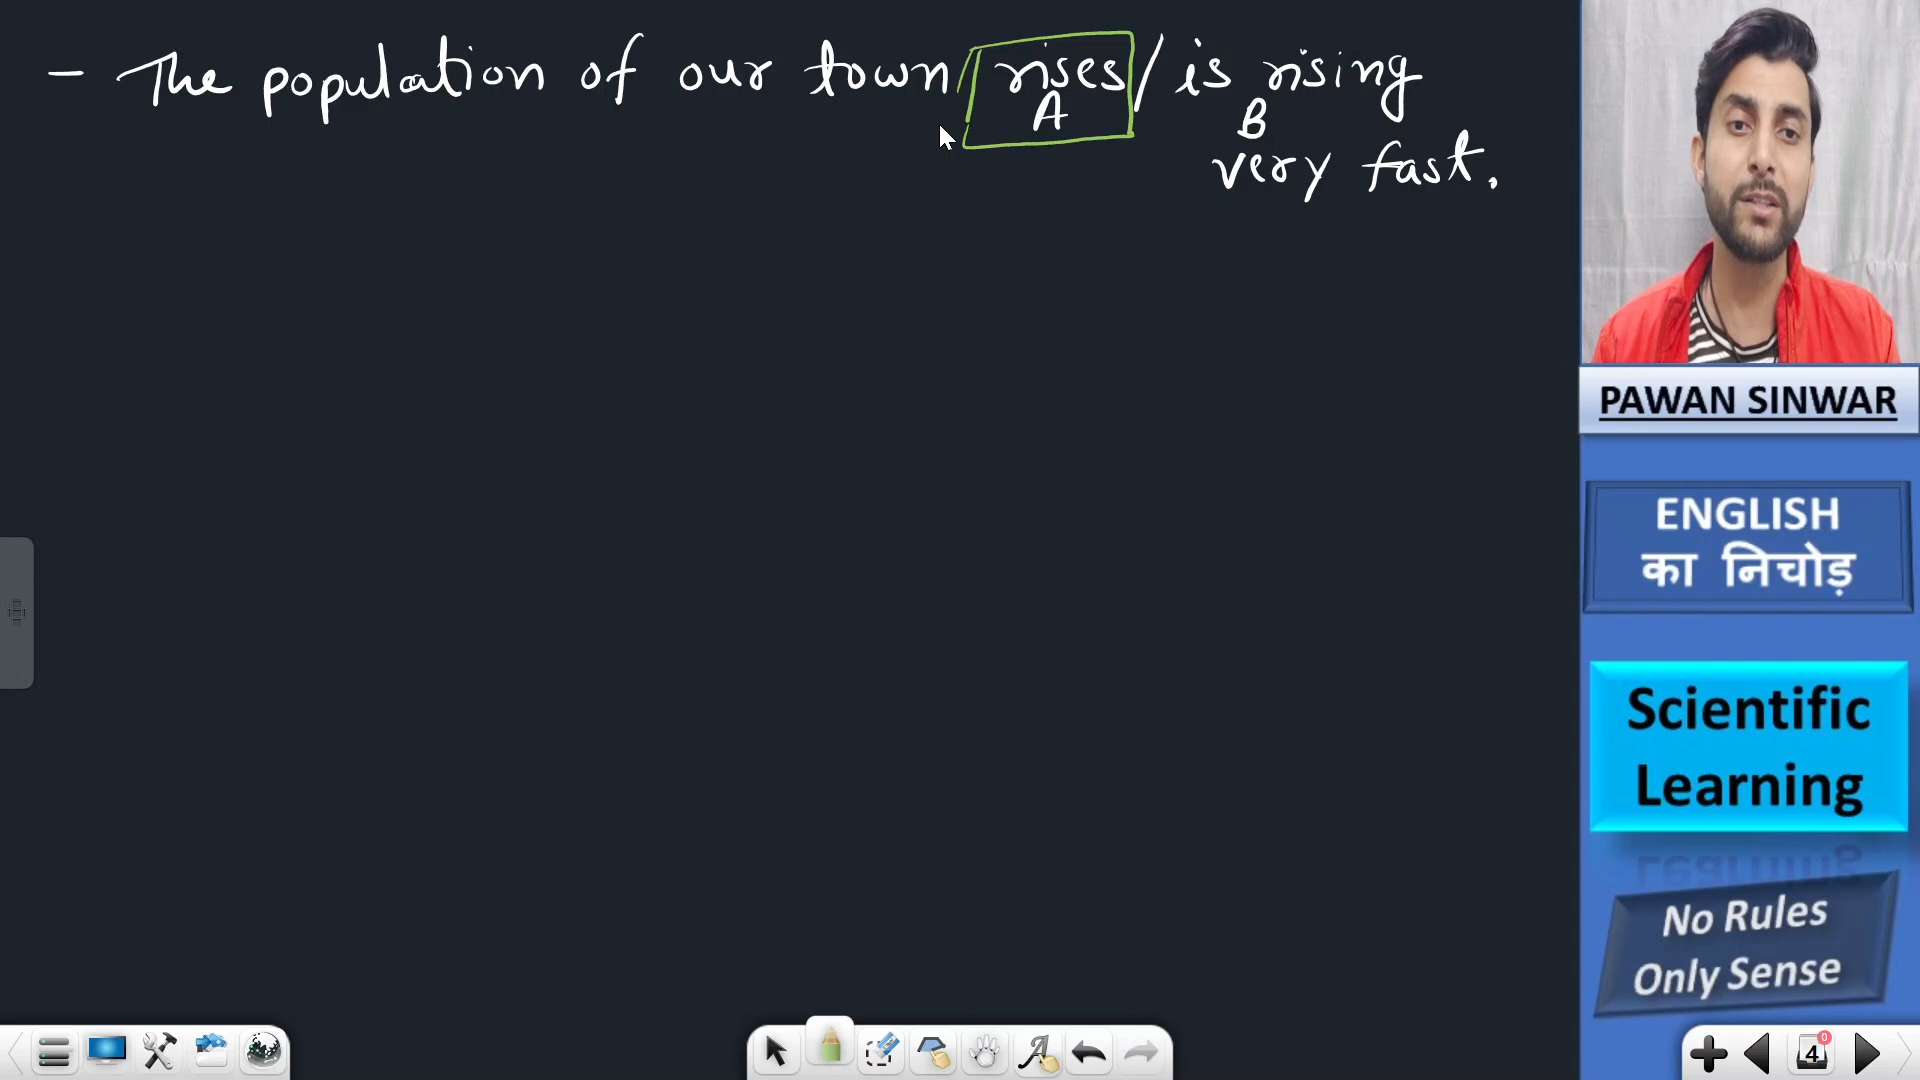 - The population of our town / rises / is rising
A
B
very fast.
PAWAN SINWAR
ENGLISH
का निचोड़
Scientific
Learning
No Rules
Only Sense
0
4